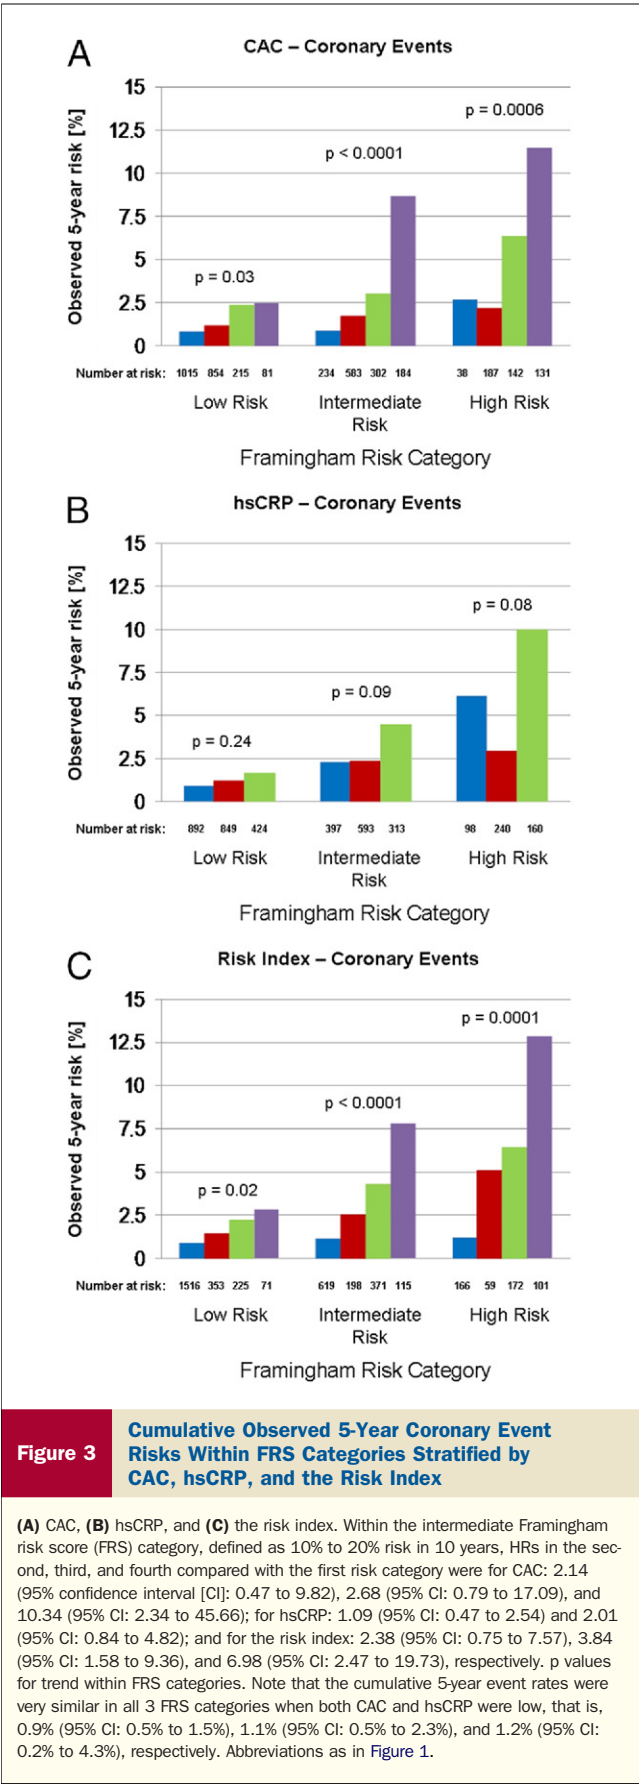 A
CAC – Coronary Events
Observed 5-year risk [%]
15
12.5
10
7.5
5
2.5
0
p = 0.03
p < 0.0001
p = 0.0006
Number at risk: 1015 854 215 81 234 583 302 184 38 187 142 131
Low Risk Intermediate Risk High Risk
Framingham Risk Category
B
hsCRP – Coronary Events
Observed 5-year risk [%]
15
12.5
10
7.5
5
2.5
0
p = 0.24
p = 0.09
p = 0.08
Number at risk: 892 849 424 397 593 313 98 240 160
Low Risk Intermediate Risk High Risk
Framingham Risk Category
C
Risk Index – Coronary Events
Observed 5-year risk [%]
15
12.5
10
7.5
5
2.5
0
p = 0.02
p < 0.0001
p = 0.0001
Number at risk: 1516 353 225 71 619 198 371 115 166 59 172 101
Low Risk Intermediate Risk High Risk
Framingham Risk Category
Figure 3
Cumulative Observed 5-Year Coronary Event
Risks Within FRS Categories Stratified by
CAC, hsCRP, and the Risk Index
(A) CAC, (B) hsCRP, and (C) the risk index. Within the intermediate Framingham
risk score (FRS) category, defined as 10% to 20% risk in 10 years, HRs in the sec-
ond, third, and fourth compared with the first risk category were for CAC: 2.14
(95% confidence interval [CI]: 0.47 to 9.82), 2.68 (95% CI: 0.79 to 17.09), and
10.34 (95% CI: 2.34 to 45.66); for hsCRP: 1.09 (95% CI: 0.47 to 2.54) and 2.01
(95% CI: 0.84 to 4.82); and for the risk index: 2.38 (95% CI: 0.75 to 7.57), 3.84
(95% CI: 1.58 to 9.36), and 6.98 (95% CI: 2.47 to 19.73), respectively. p values
for trend within FRS categories. Note that the cumulative 5-year event rates were
very similar in all 3 FRS categories when both CAC and hsCRP were low, that is,
0.9% (95% CI: 0.5% to 1.5%), 1.1% (95% CI: 0.5% to 2.3%), and 1.2% (95% CI:
0.2% to 4.3%), respectively. Abbreviations as in Figure 1.